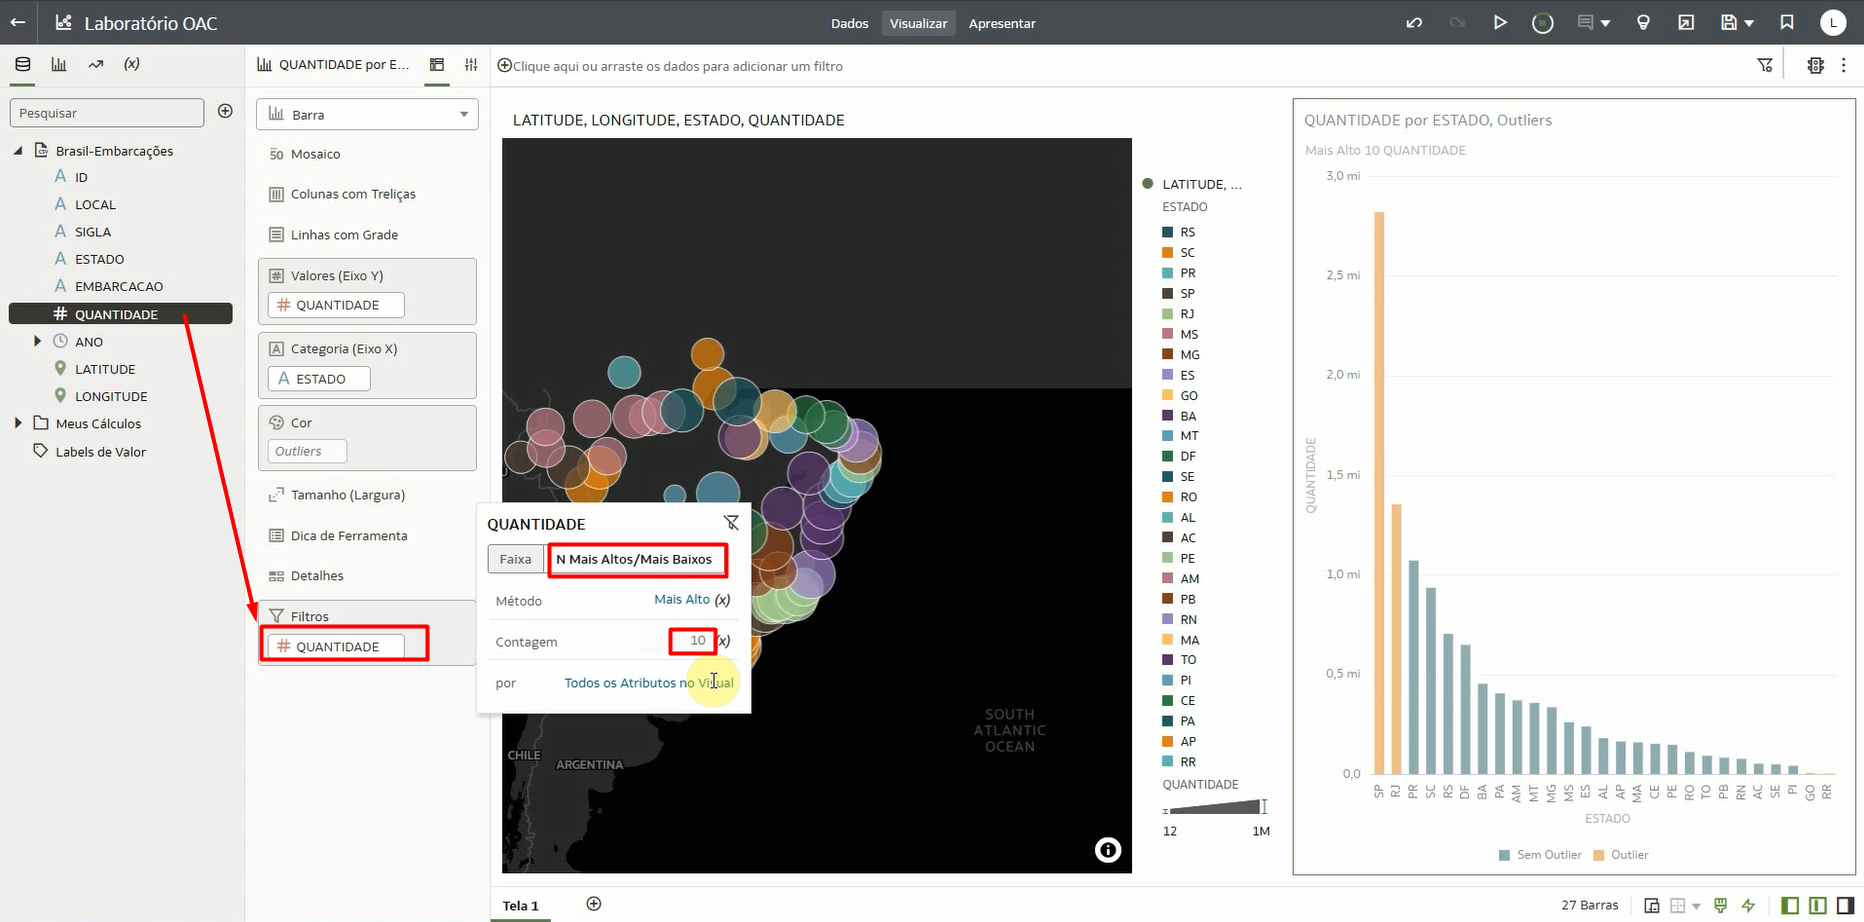 Laboratório OAC
Dados
Visualizar
Apresentar
L
(x)
QUANTIDADE por E...
Clique aqui ou arraste os dados para adicionar um filtro
Pesquisar
Brasil-Embarcações
A ID
A LOCAL
A SIGLA
A ESTADO
A EMBARCACAO
# QUANTIDADE
ANO
LATITUDE
LONGITUDE
Meus Cálculos
Labels de Valor
Barra
50 Mosaico
Colunas com Treliças
Linhas com Grade
Valores (Eixo Y)
# QUANTIDADE
Categoria (Eixo X)
A ESTADO
Cor
Outliers
Tamanho (Largura)
Dica de Ferramenta
Detalhes
Filtros
# QUANTIDADE
LATITUDE, LONGITUDE, ESTADO, QUANTIDADE
QUANTIDADE
Faixa
N Mais Altos/Mais Baixos
Método
Mais Alto (x)
Contagem
10 (x)
por
Todos os Atributos no Visual
CHILE
ARGENTINA
SOUTH
ATLANTIC
OCEAN
LATITUDE, ...
ESTADO
RS
SC
PR
SP
RJ
MS
MG
ES
GO
BA
MT
DF
SE
RO
AL
AC
PE
AM
PB
RN
MA
TO
PI
CE
PA
AP
RR
QUANTIDADE
12
1M
QUANTIDADE por ESTADO, Outliers
Mais Alto 10 QUANTIDADE
3,0 mi
2,5 mi
2,0 mi
1,5 mi
1,0 mi
0,5 mi
0,0
QUANTIDADE
SP
RJ
PR
SC
RS
DF
BA
PA
AM
MT
MG
MS
ES
AL
AP
MA
CE
PE
RO
TO
PB
RN
AC
SE
PI
GO
RR
ESTADO
Sem Outlier
Outlier
Tela 1
27 Barras